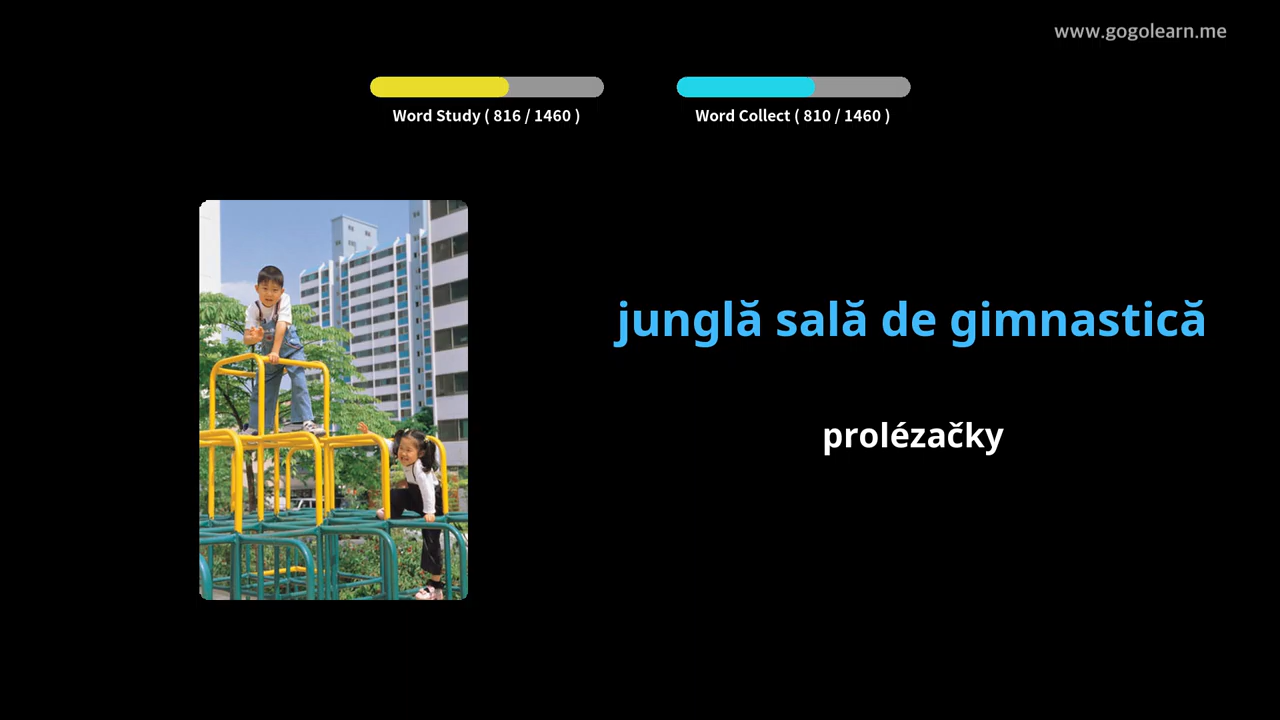 www.gogolearn.me
Word Study ( 816 / 1460 )
Word Collect ( 810 / 1460 )
junglă sală de gimnastică
prolézačky